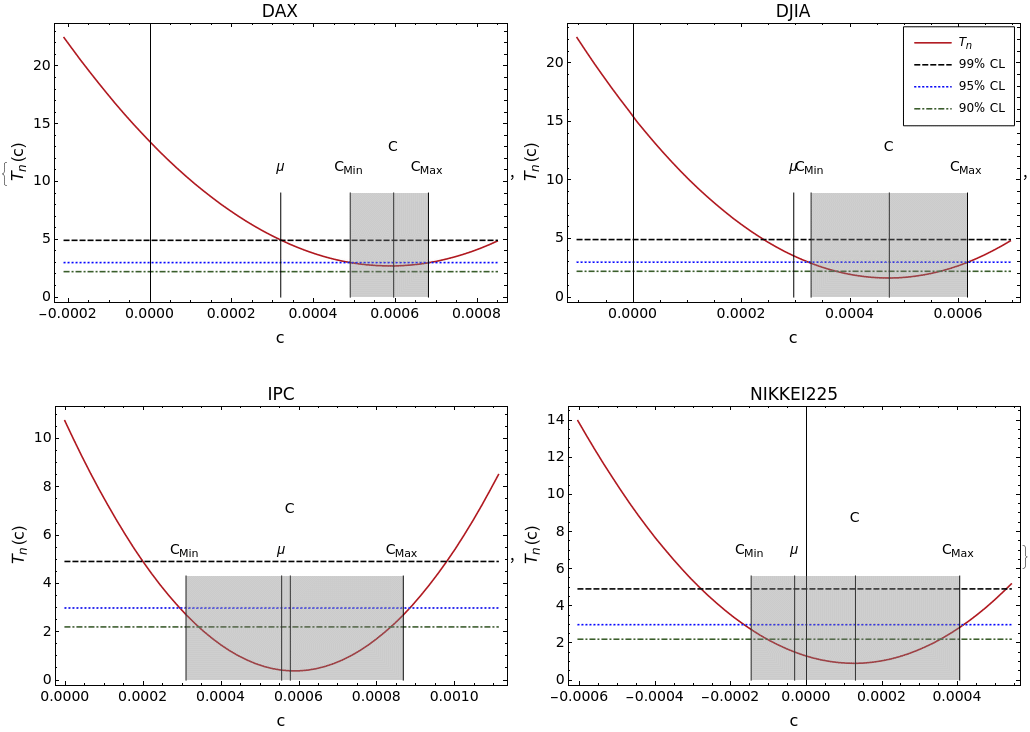 DAX
T_n(c)
20
15
10
5
0
μ
C_Min
C
C_Max
−0.0002
0.0000
0.0002
0.0004
0.0006
0.0008
c
{
,
DJIA
T_n(c)
20
15
10
5
0
T_n
99% CL
95% CL
90% CL
μ
C_Min
C
C_Max
0.0000
0.0002
0.0004
0.0006
c
,
IPC
T_n(c)
10
8
6
4
2
0
C_Min
μ
C
C_Max
0.0000
0.0002
0.0004
0.0006
0.0008
0.0010
c
,
NIKKEI225
T_n(c)
14
12
10
8
6
4
2
0
C_Min
μ
C
C_Max
−0.0006
−0.0004
−0.0002
0.0000
0.0002
0.0004
c
}